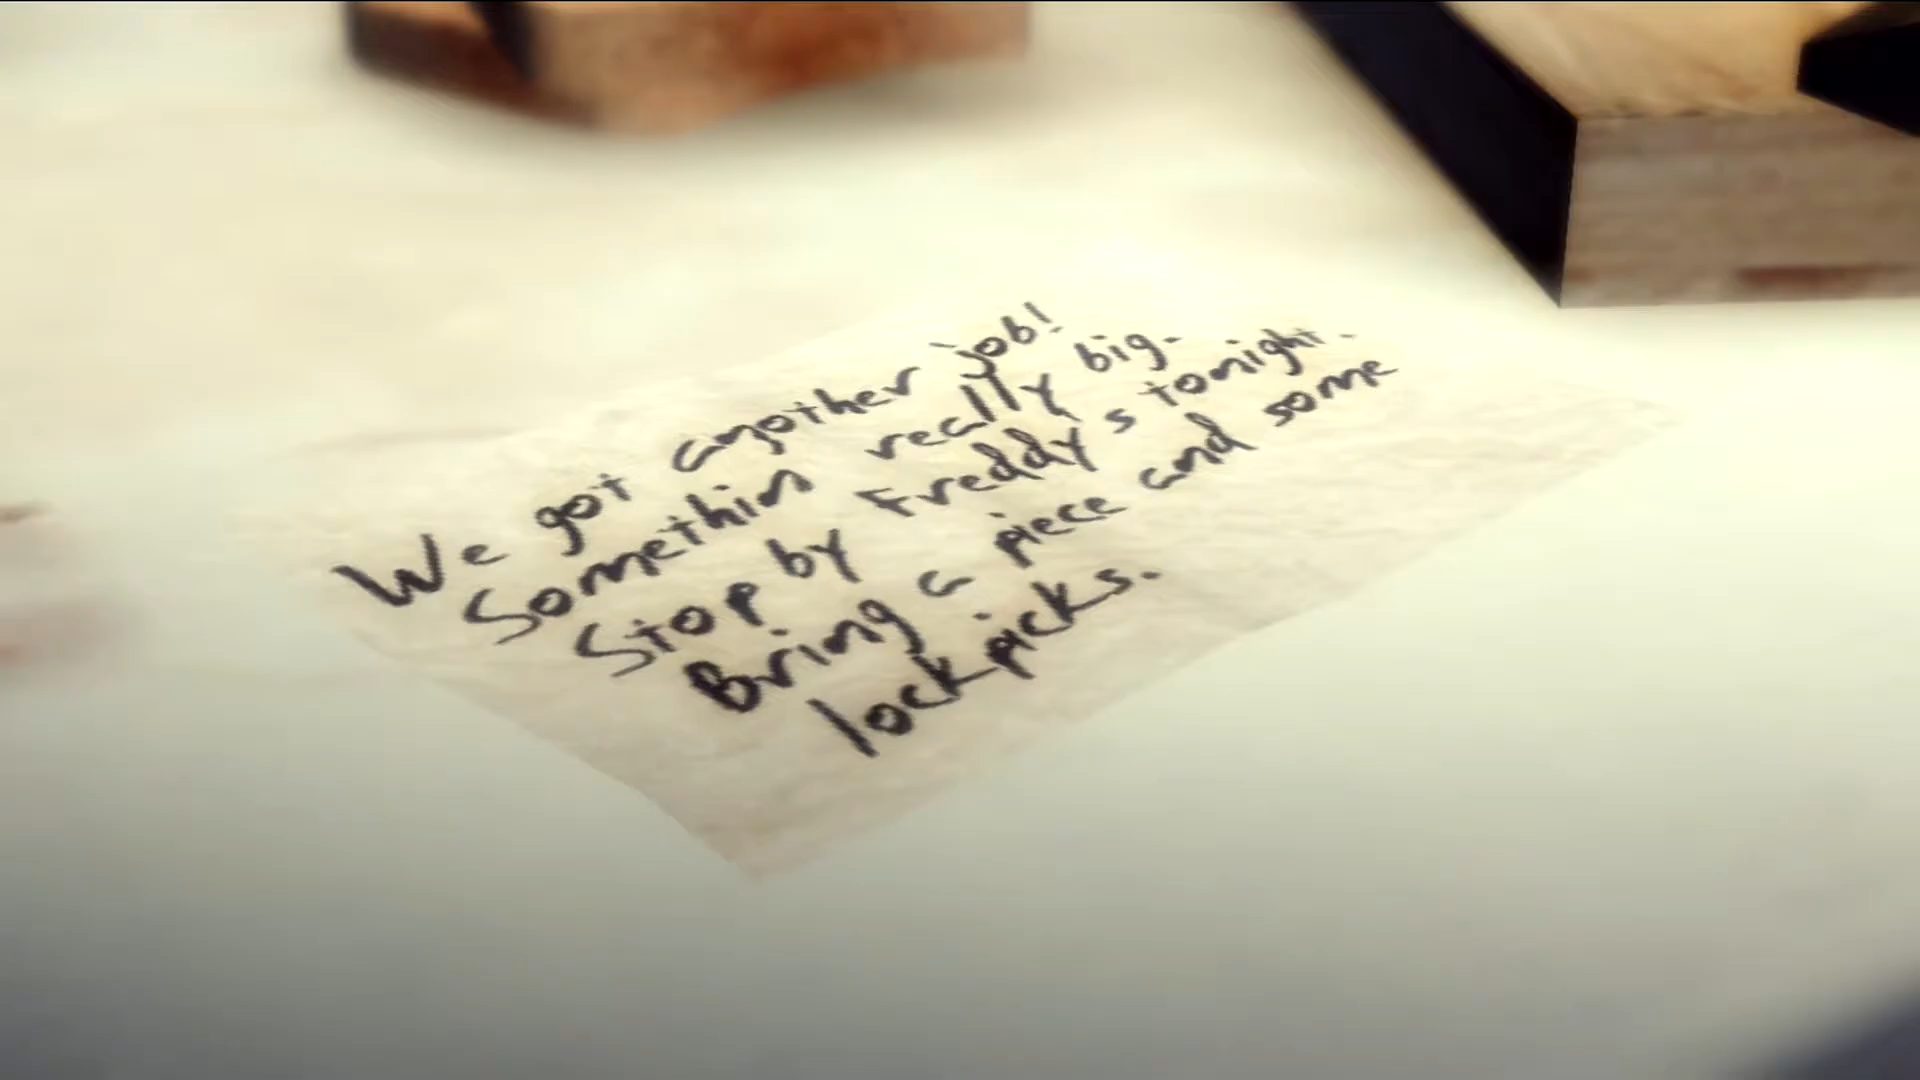 We got another job!
Somethin really big.
Stop by Freddy s tonight.
Bring a piece and some
lockpicks.